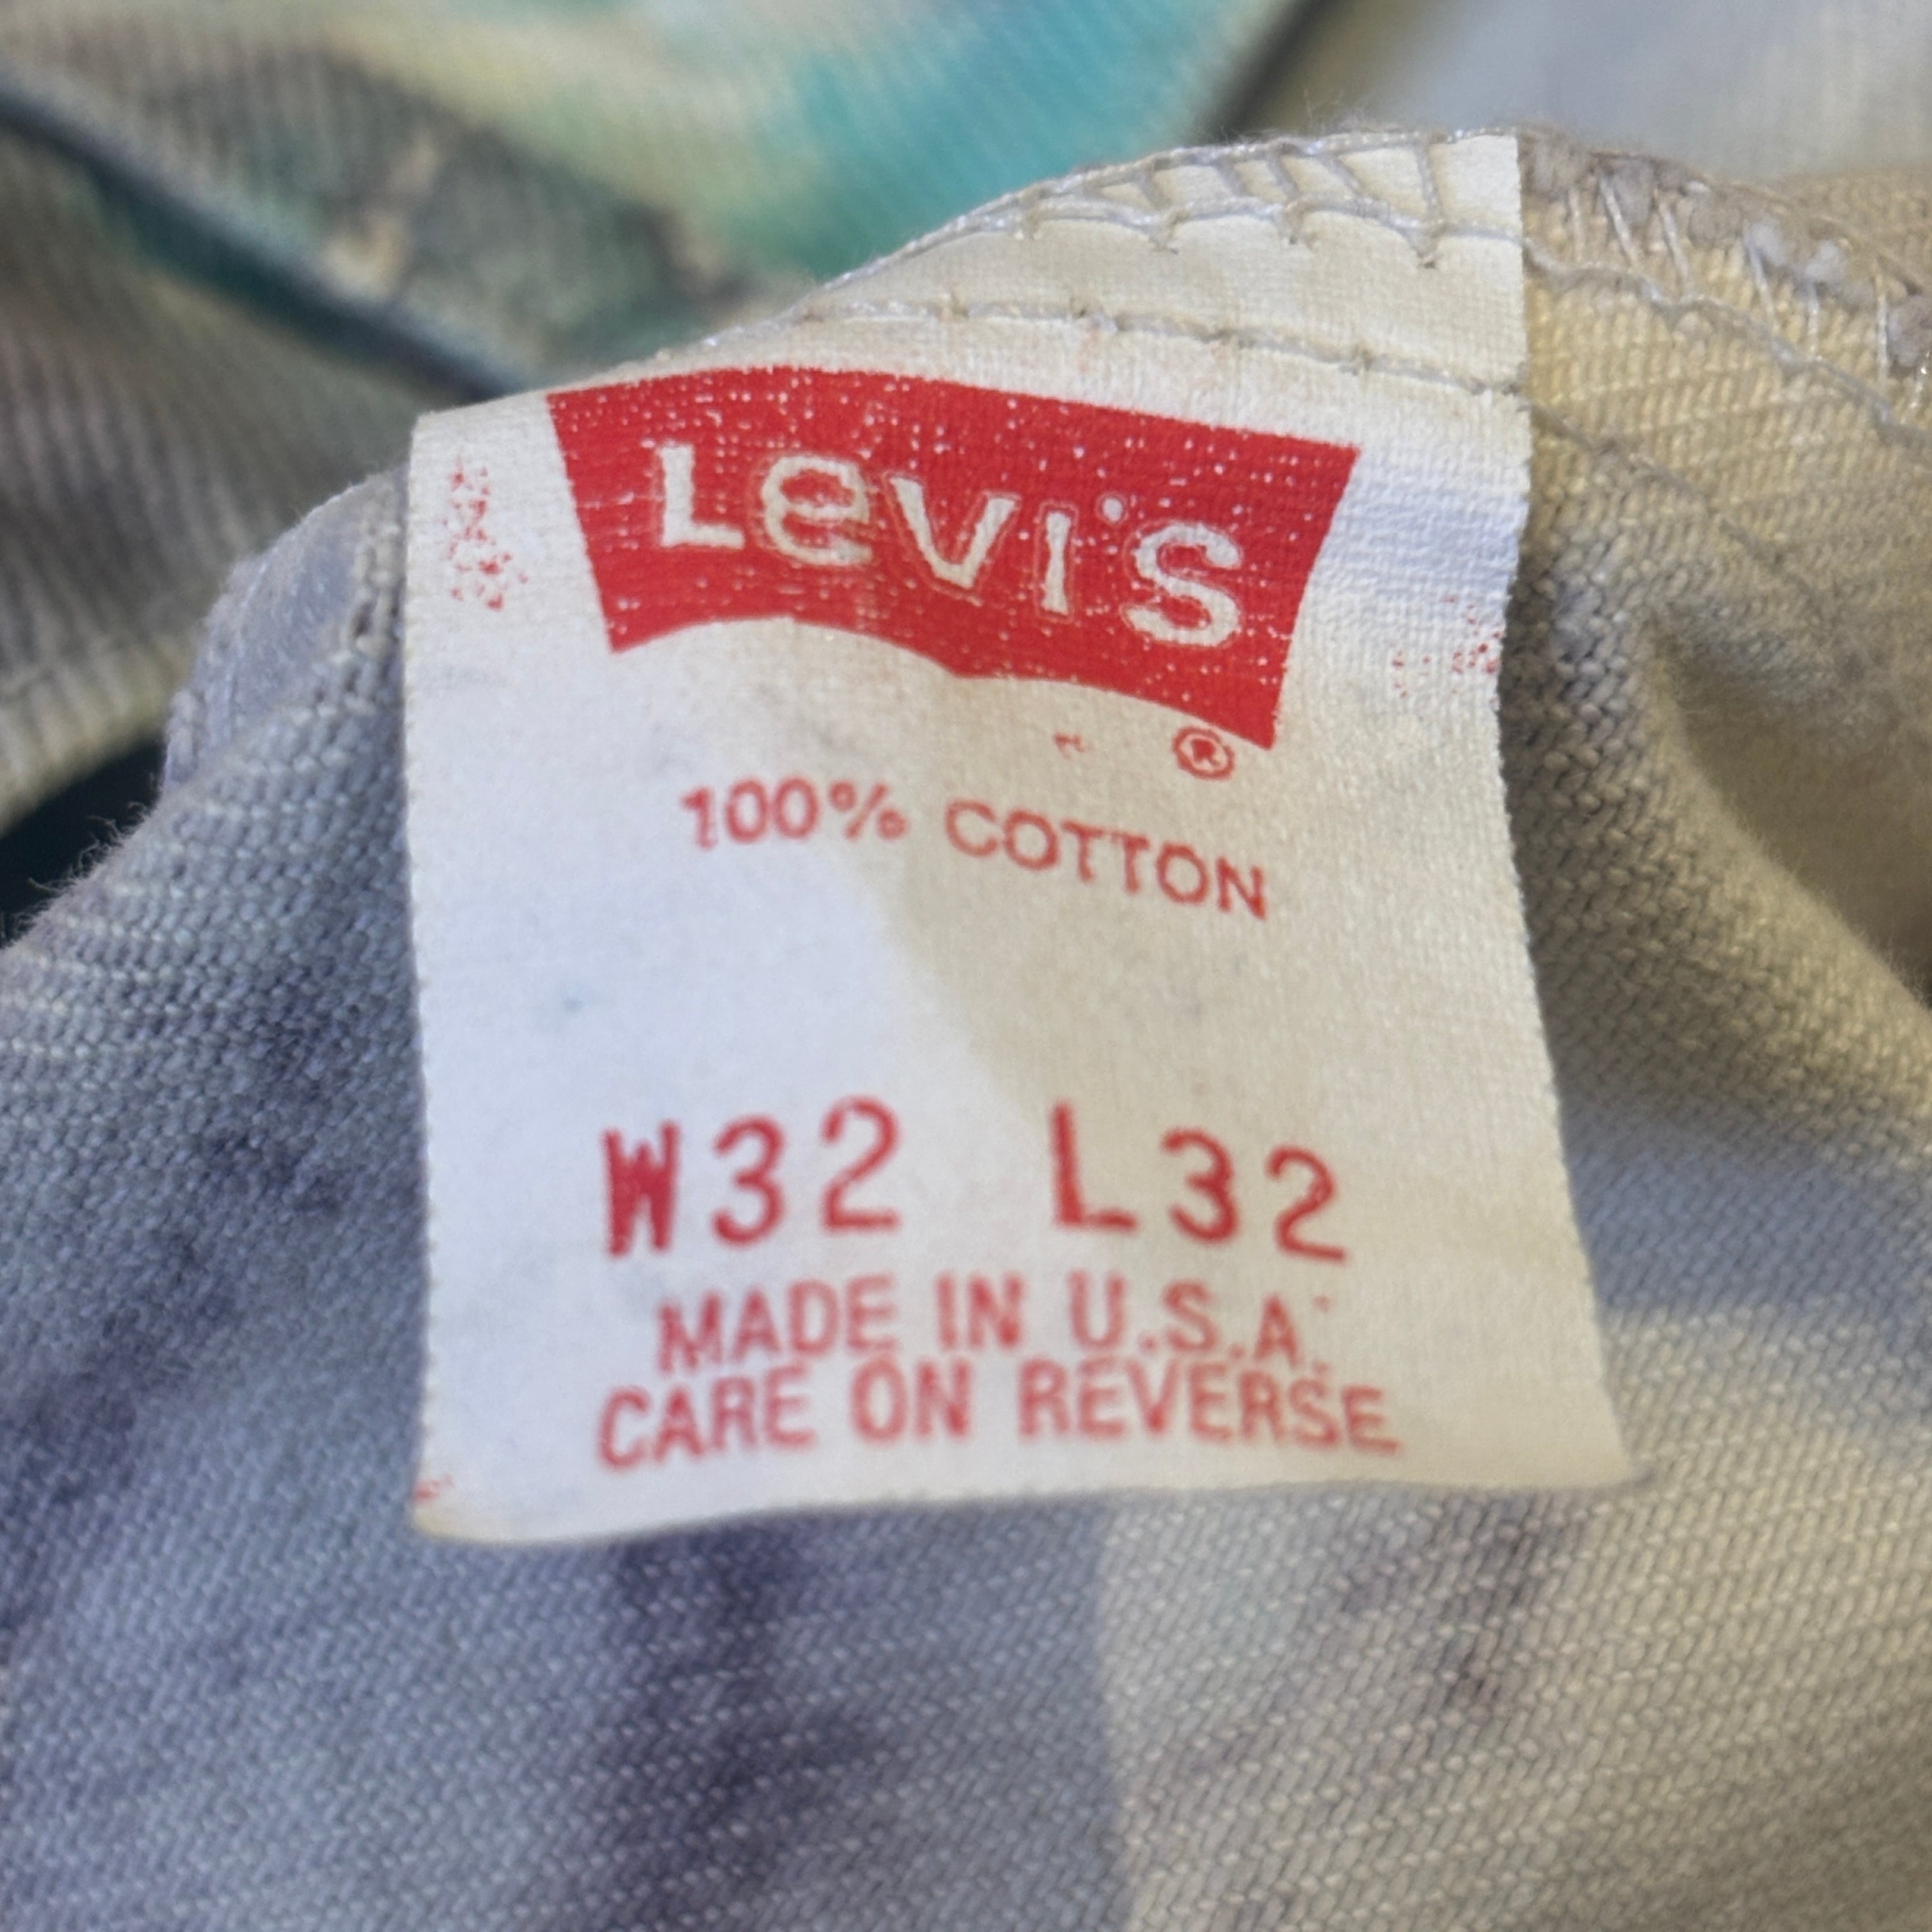 Levi's
®
100% COTTON
W32 L32
MADE IN U.S.A.
CARE ON REVERSE